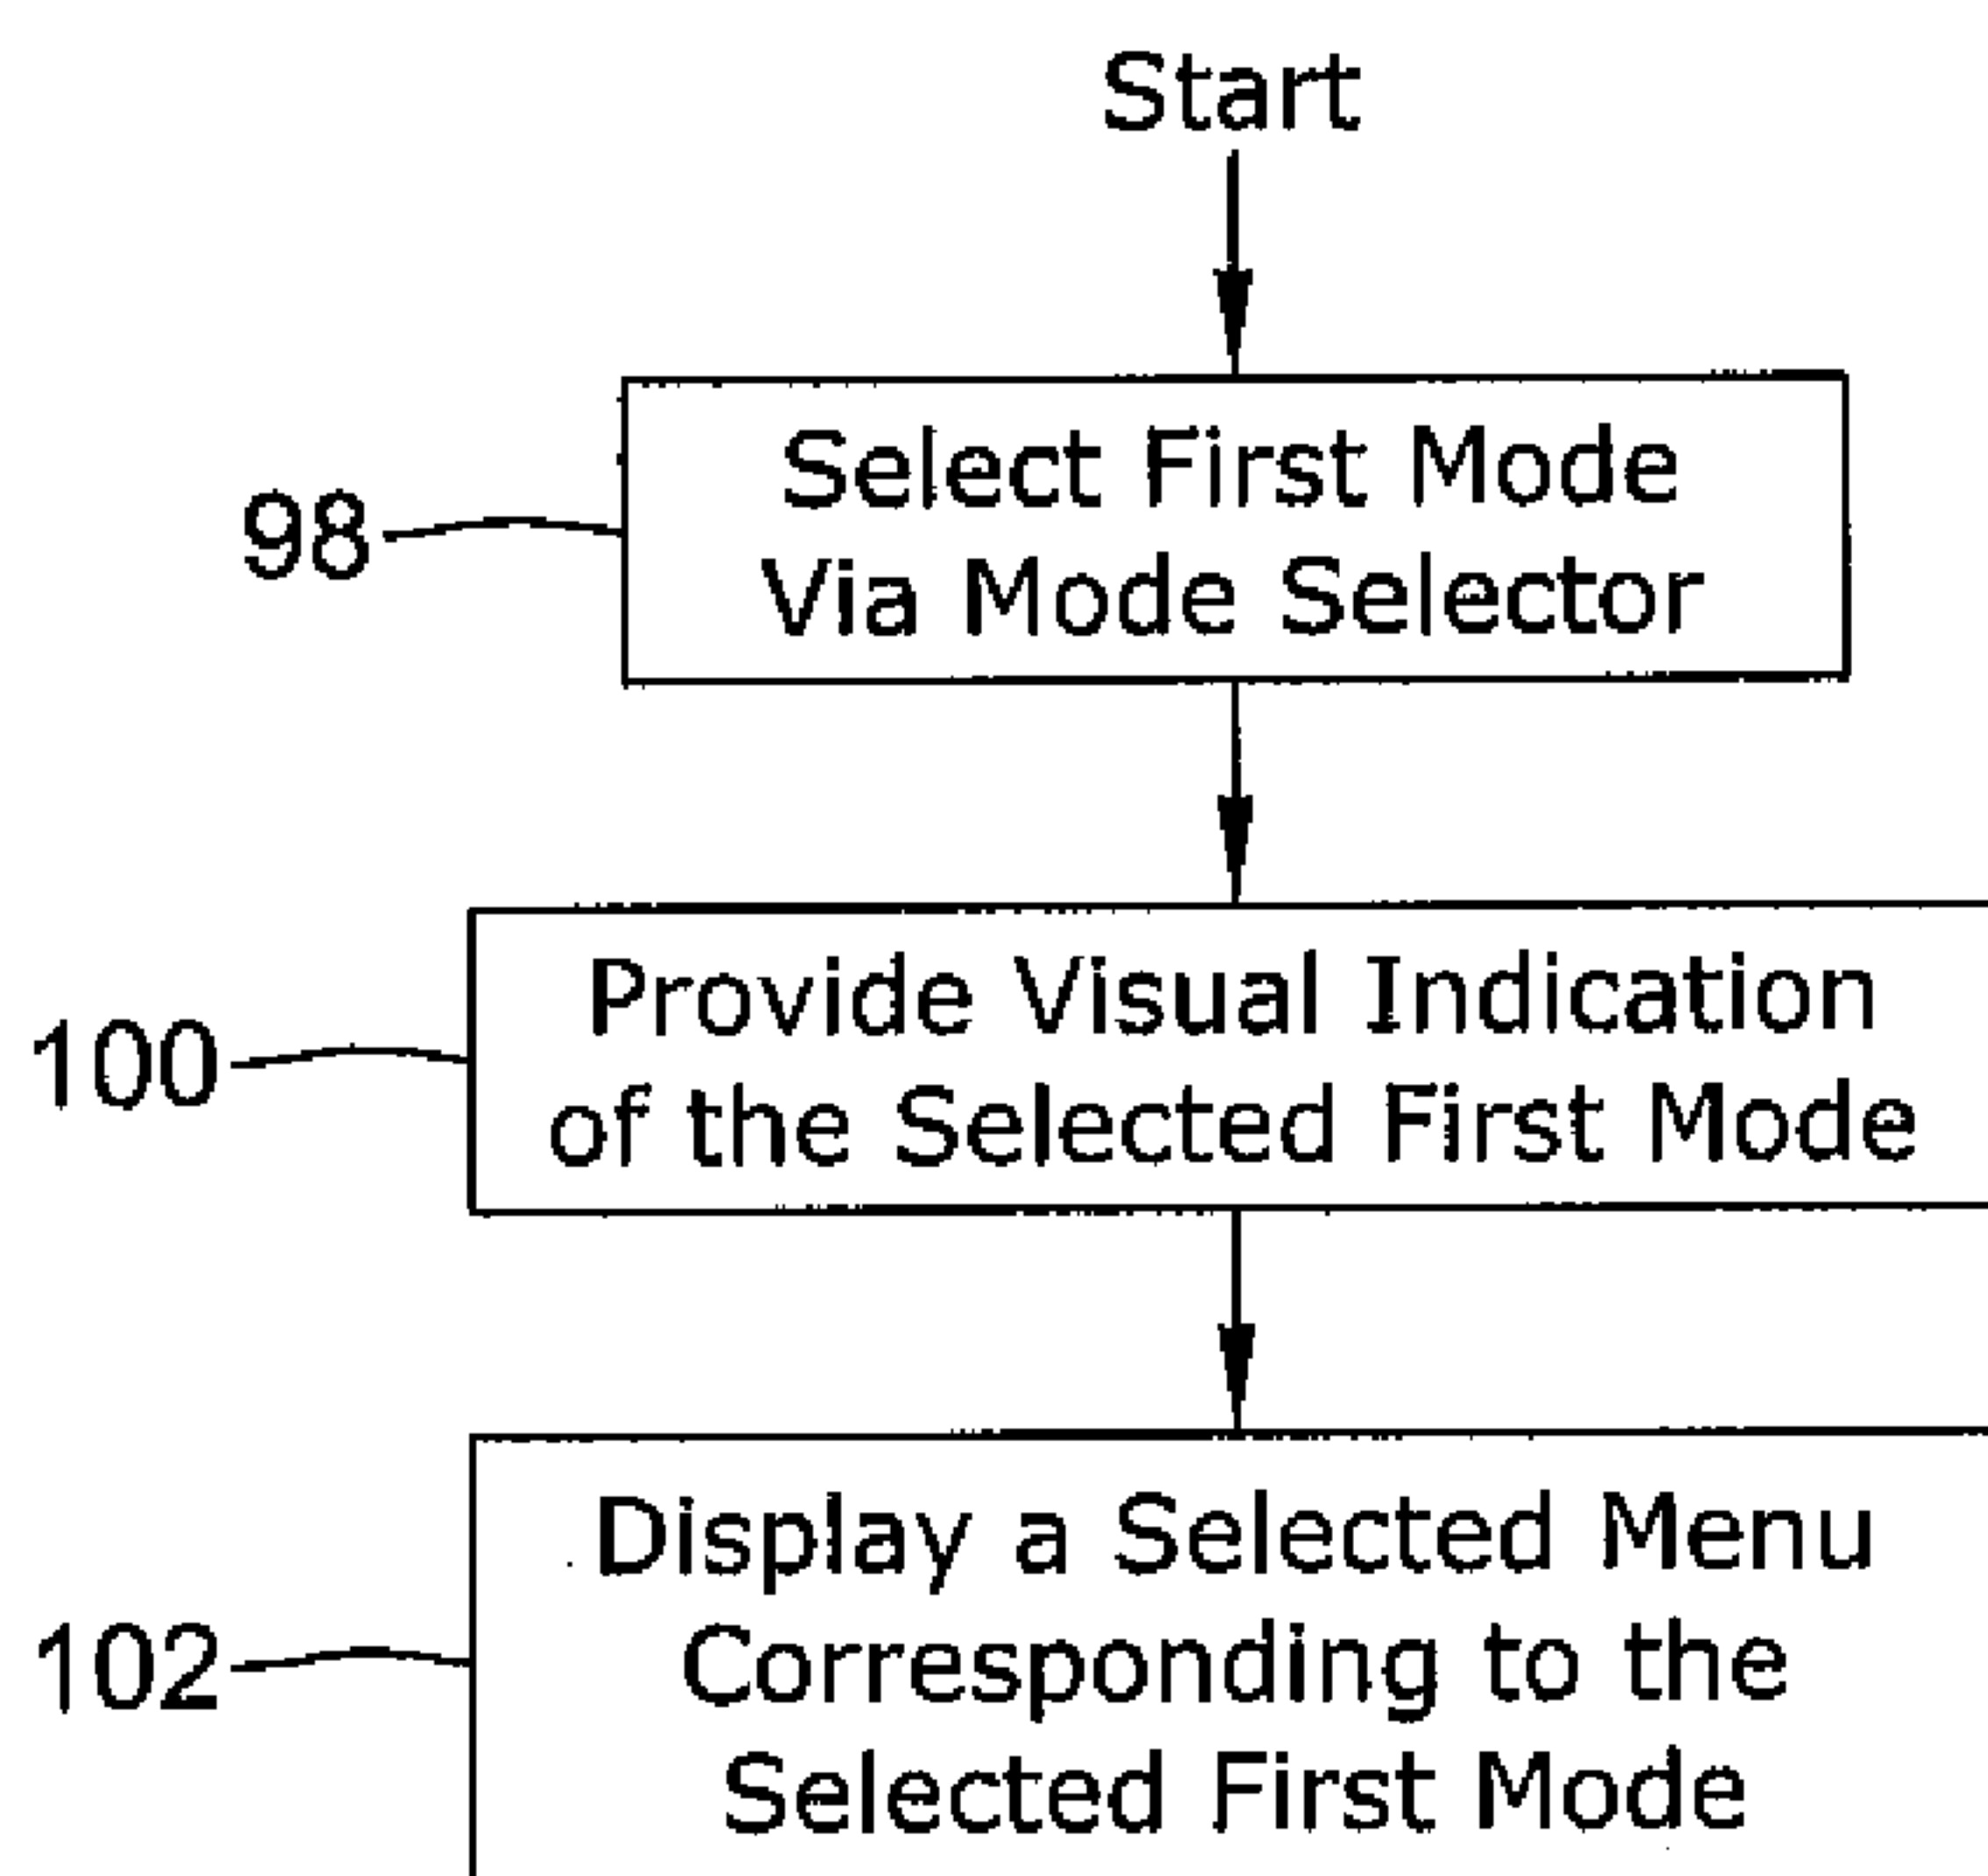 Start
98
Select First Mode
Via Mode Selector
100
Provide Visual Indication
of the Selected First Mode
102
Display a Selected Menu
Corresponding to the
Selected First Mode